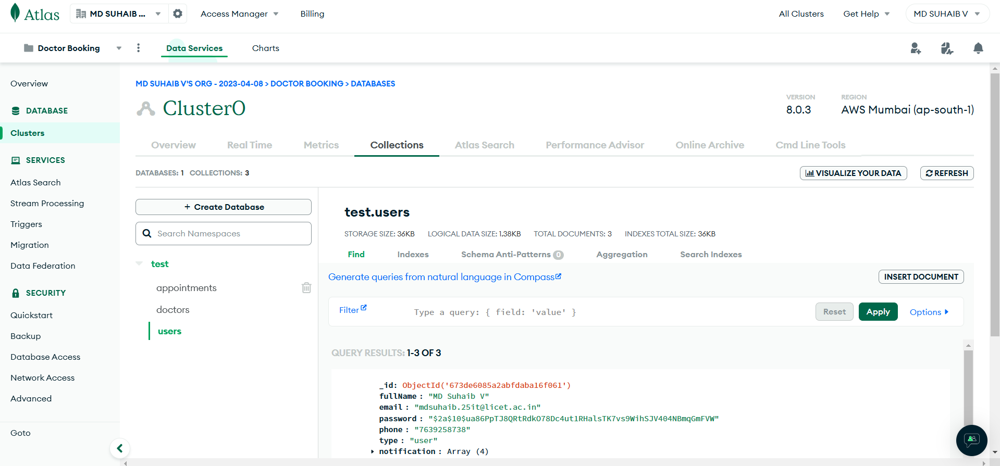 Atlas
MD SUHAIB ...
Access Manager
Billing
All Clusters
Get Help
MD SUHAIB V
Doctor Booking
Data Services
Charts
Overview
DATABASE
Clusters
SERVICES
Atlas Search
Stream Processing
Triggers
Migration
Data Federation
SECURITY
Quickstart
Backup
Database Access
Network Access
Advanced
Goto
MD SUHAIB V'S ORG - 2023-04-08 > DOCTOR BOOKING > DATABASES
Cluster0
VERSION
8.0.3
REGION
AWS Mumbai (ap-south-1)
Overview Real Time Metrics Collections Atlas Search Performance Advisor Online Archive Cmd Line Tools
DATABASES: 1 COLLECTIONS: 3
VISUALIZE YOUR DATA
REFRESH
+ Create Database
Search Namespaces
test
appointments
doctors
users
test.users
STORAGE SIZE: 36KB LOGICAL DATA SIZE: 1.38KB TOTAL DOCUMENTS: 3 INDEXES TOTAL SIZE: 36KB
Find Indexes Schema Anti-Patterns 0 Aggregation Search Indexes
Generate queries from natural language in Compass
INSERT DOCUMENT
Filter
Type a query: { field: 'value' }
Reset
Apply
Options
QUERY RESULTS: 1-3 OF 3
_id: ObjectId('673de6085a2abfdaba16f061')
fullName : "MD Suhaib V"
email : "mdsuhaib.25it@licet.ac.in"
password : "$2a$10$ua86PpTJ8QRtRdkO78Dc4ut1RHalsTK7vs9WihSJV404NBmqGmFVW"
phone : "7639258738"
type : "user"
notification : Array (4)